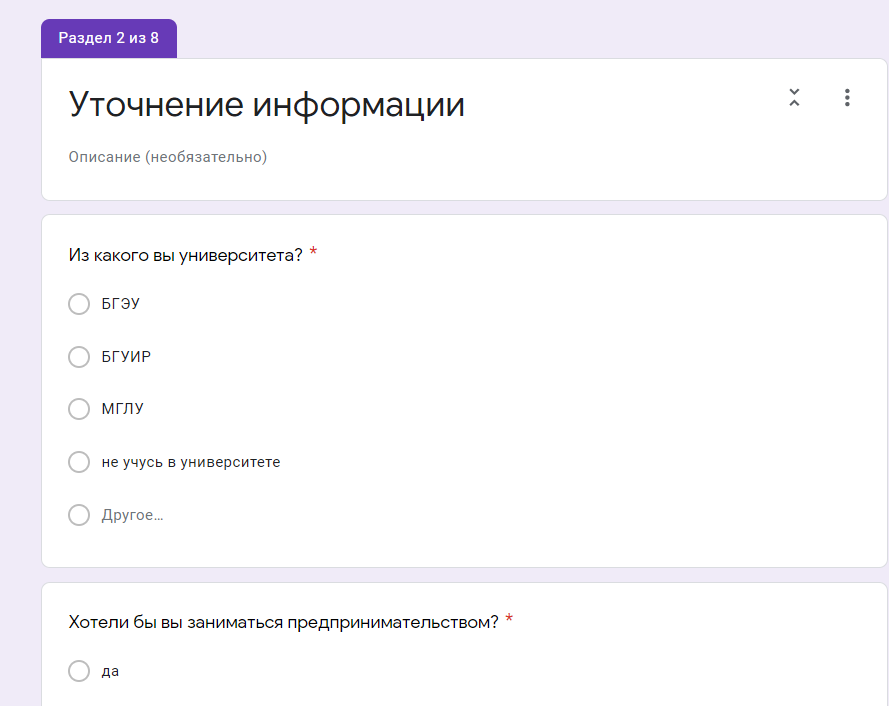 Раздел 2 из 8
Уточнение информации
Описание (необязательно)
Из какого вы университета? *
БГЭУ
БГУИР
МГЛУ
не учусь в университете
Другое...
Хотели бы вы заниматься предпринимательством? *
да